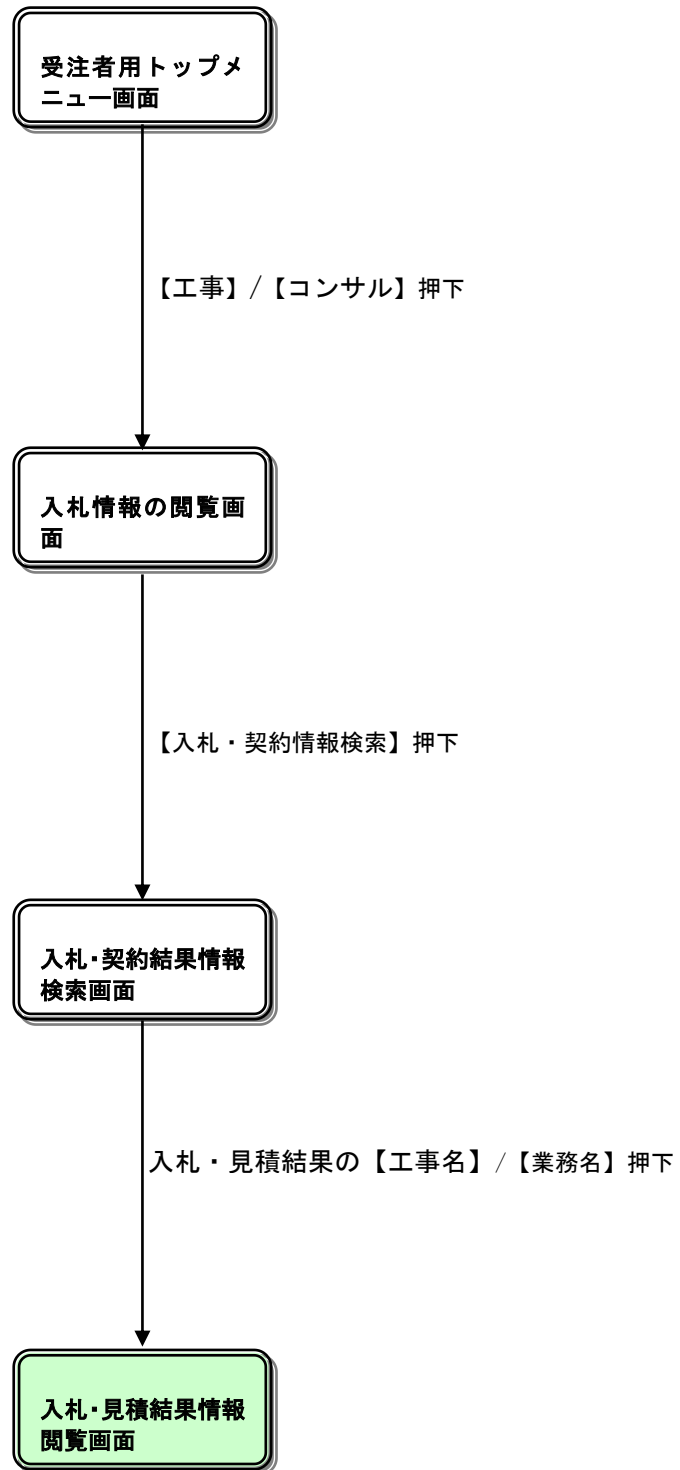 受注者用トップメ
ニュー画面
【工事】/【コンサル】押下
入札情報の閲覧画
面
【入札・契約情報検索】押下
入札・契約結果情報
検索画面
入札・見積結果の【工事名】/【業務名】押下
入札・見積結果情報
閲覧画面